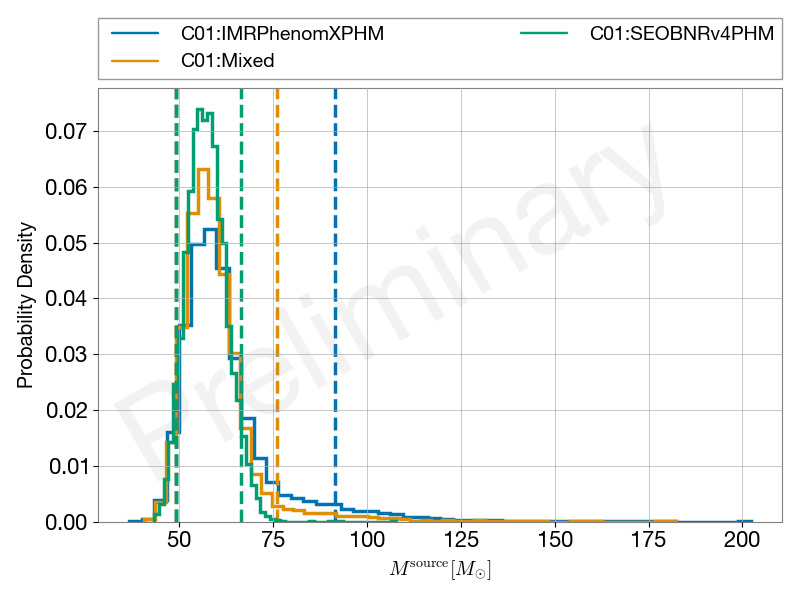 C01:IMRPhenomXPHM
C01:Mixed
C01:SEOBNRv4PHM
Preliminary
Probability Density
0.07
0.06
0.05
0.04
0.03
0.02
0.01
0.00
50 75 100 125 150 175 200
M^source [M_⊙]